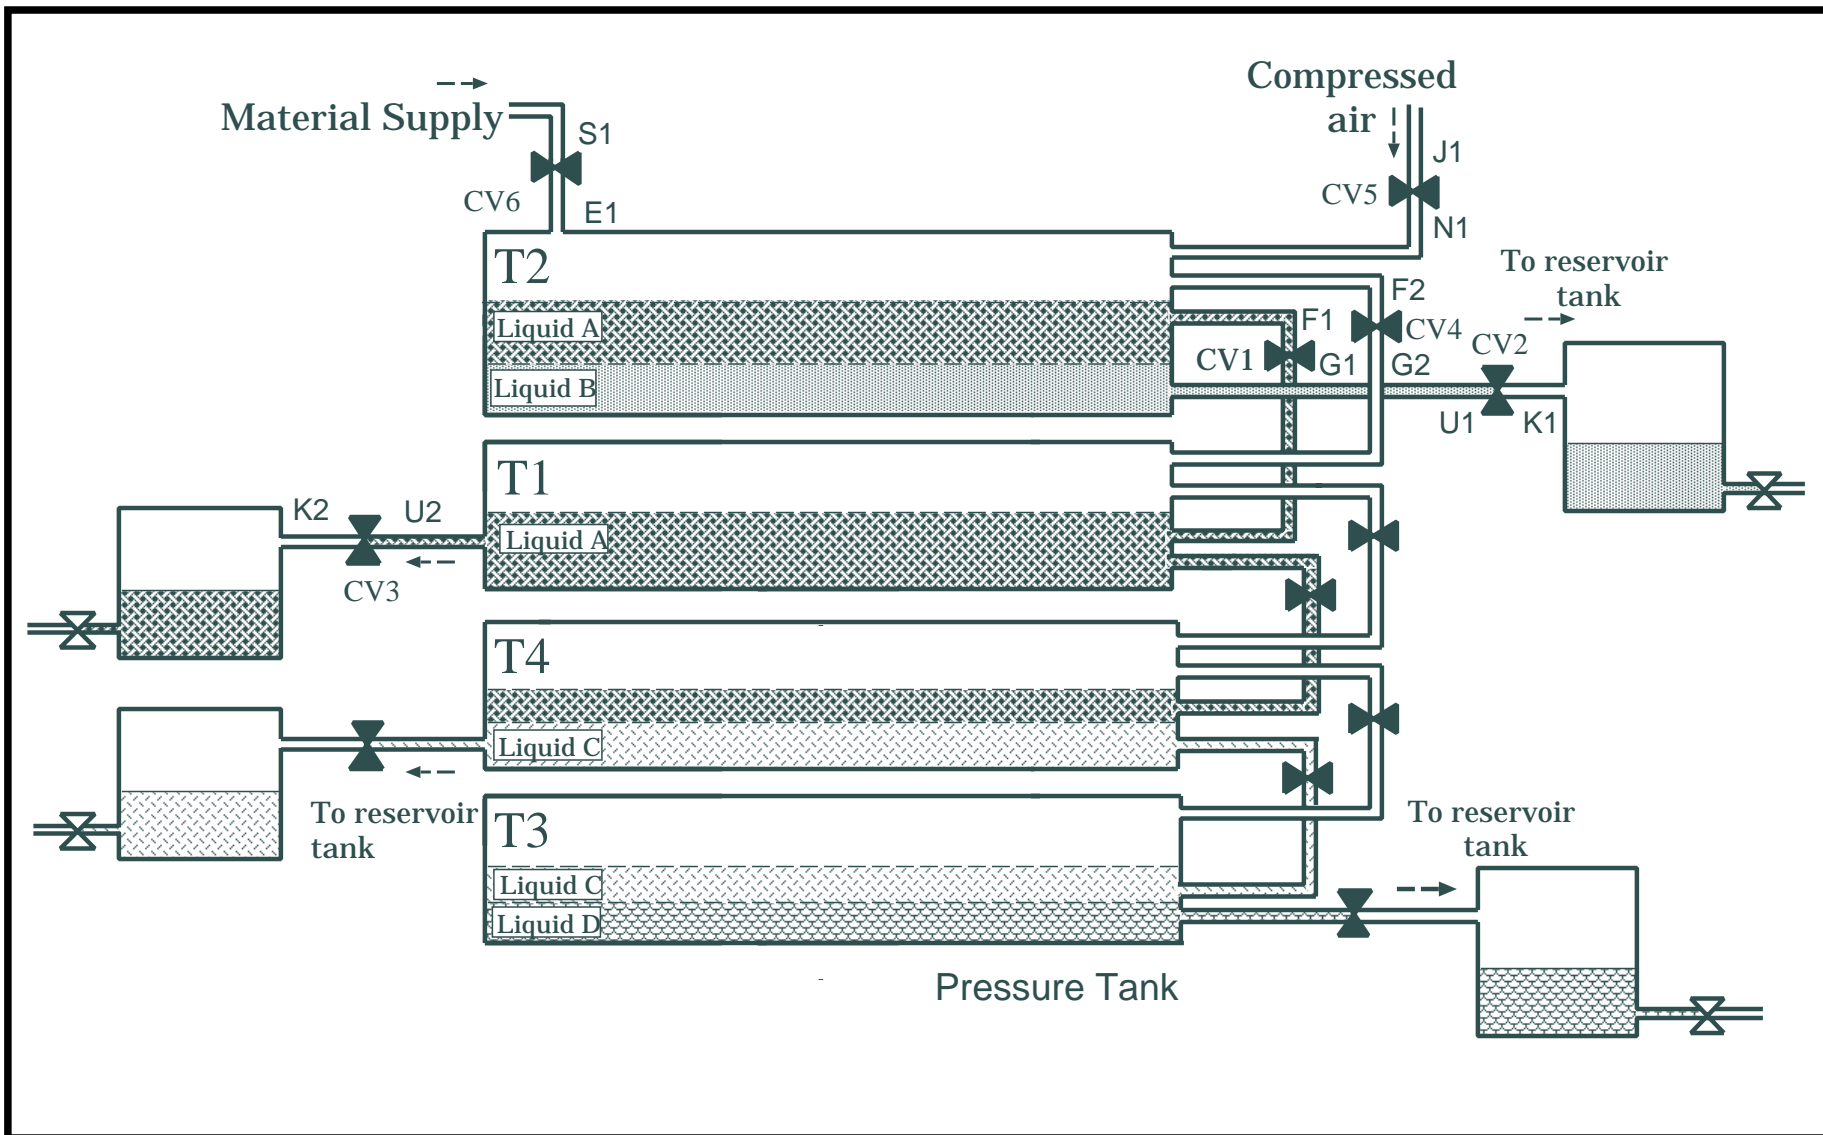 Compressed
air
Material Supply
S1
J1
CV6
CV5
E1
N1
T2
To reservoir
tank
F2
Liquid A
F1
CV4
CV2
CV1
G1
G2
Liquid B
U1
K1
T1
K2
U2
Liquid A
CV3
T4
Liquid C
To reservoir
tank
To reservoir
tank
T3
Liquid C
Liquid D
Pressure Tank